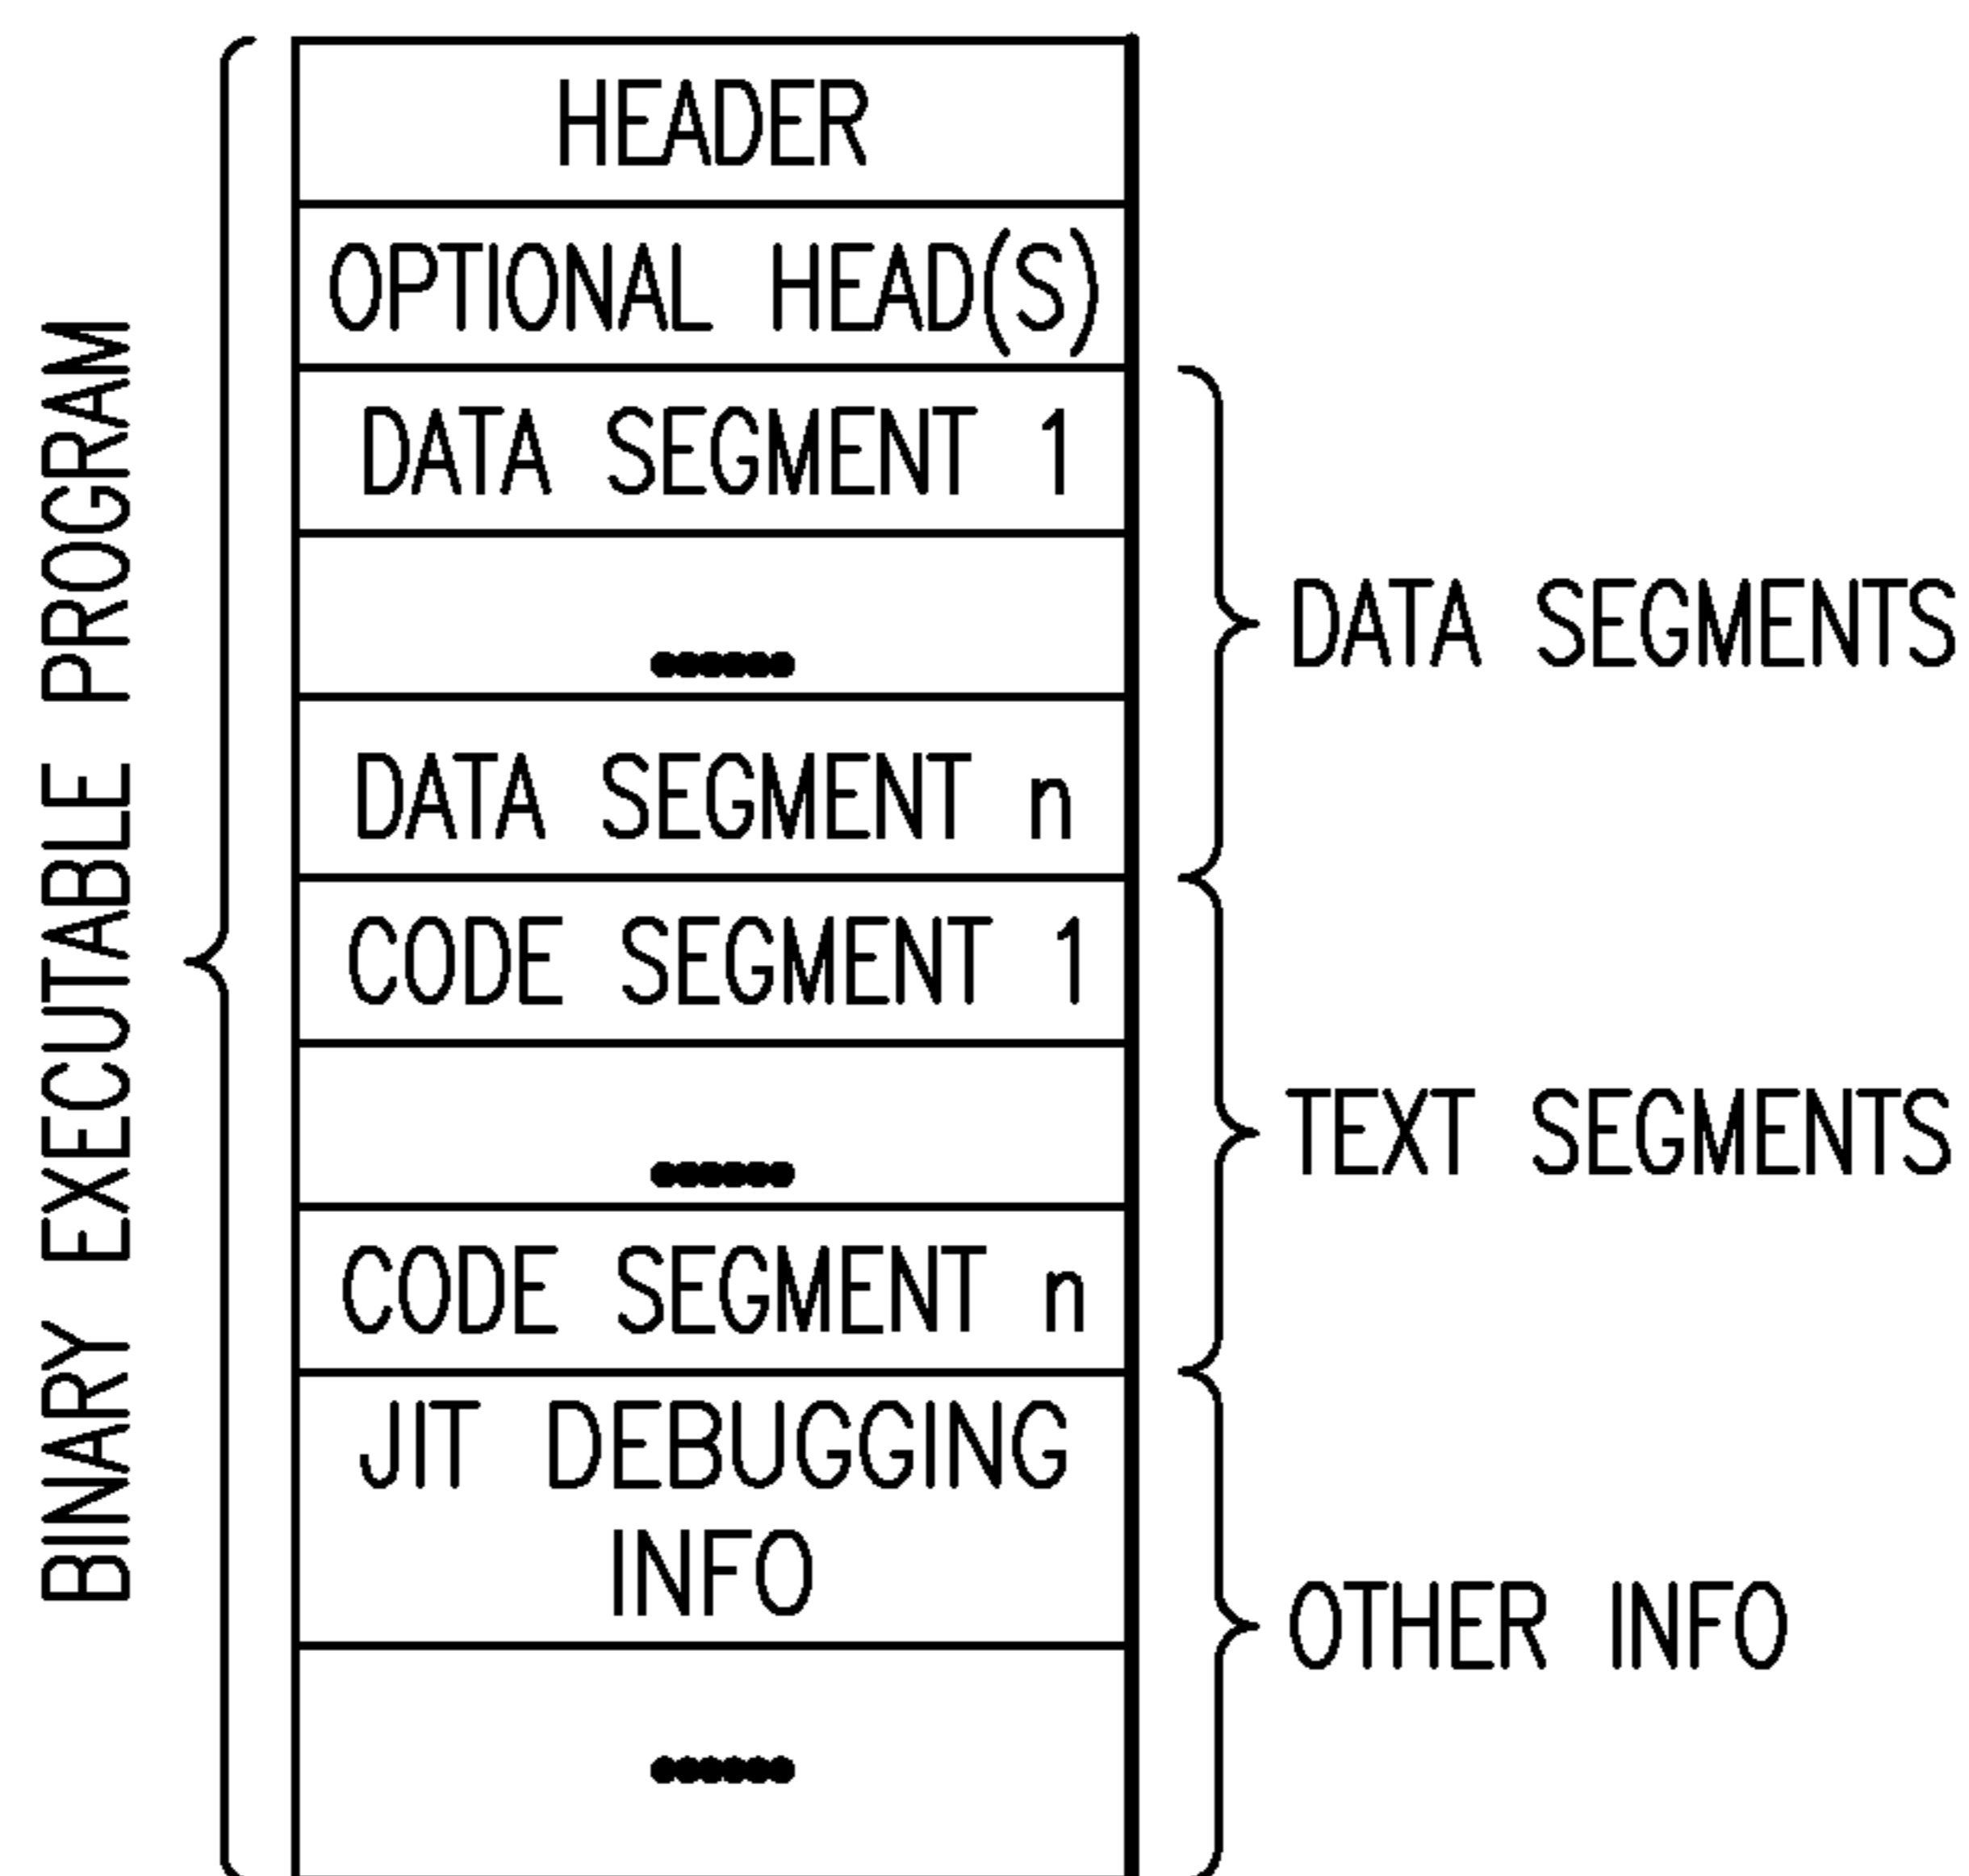 BINARY EXECUTABLE PROGRAM
HEADER
OPTIONAL HEAD(S)
DATA SEGMENT 1
DATA SEGMENT n
DATA SEGMENTS
CODE SEGMENT 1
CODE SEGMENT n
TEXT SEGMENTS
JIT DEBUGGING
INFO
OTHER INFO